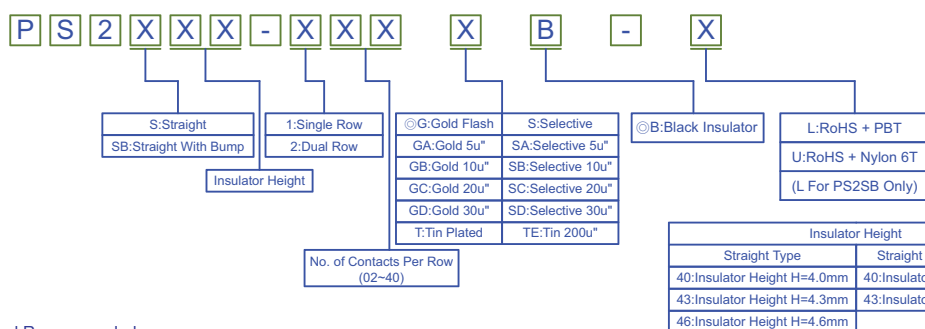 P S 2 X X X - X X X X B - X
S:Straight
SB:Straight With Bump
Insulator Height
1:Single Row
2:Dual Row
No. of Contacts Per Row
(02~40)
◎G:Gold Flash S:Selective
GA:Gold 5u" SA:Selective 5u"
GB:Gold 10u" SB:Selective 10u"
GC:Gold 20u" SC:Selective 20u"
GD:Gold 30u" SD:Selective 30u"
T:Tin Plated TE:Tin 200u"
◎B:Black Insulator
L:RoHS + PBT
U:RoHS + Nylon 6T
(L For PS2SB Only)
Insulator Height
Straight Type Straight
40:Insulator Height H=4.0mm 40:Insulato
43:Insulator Height H=4.3mm 43:Insulato
46:Insulator Height H=4.6mm